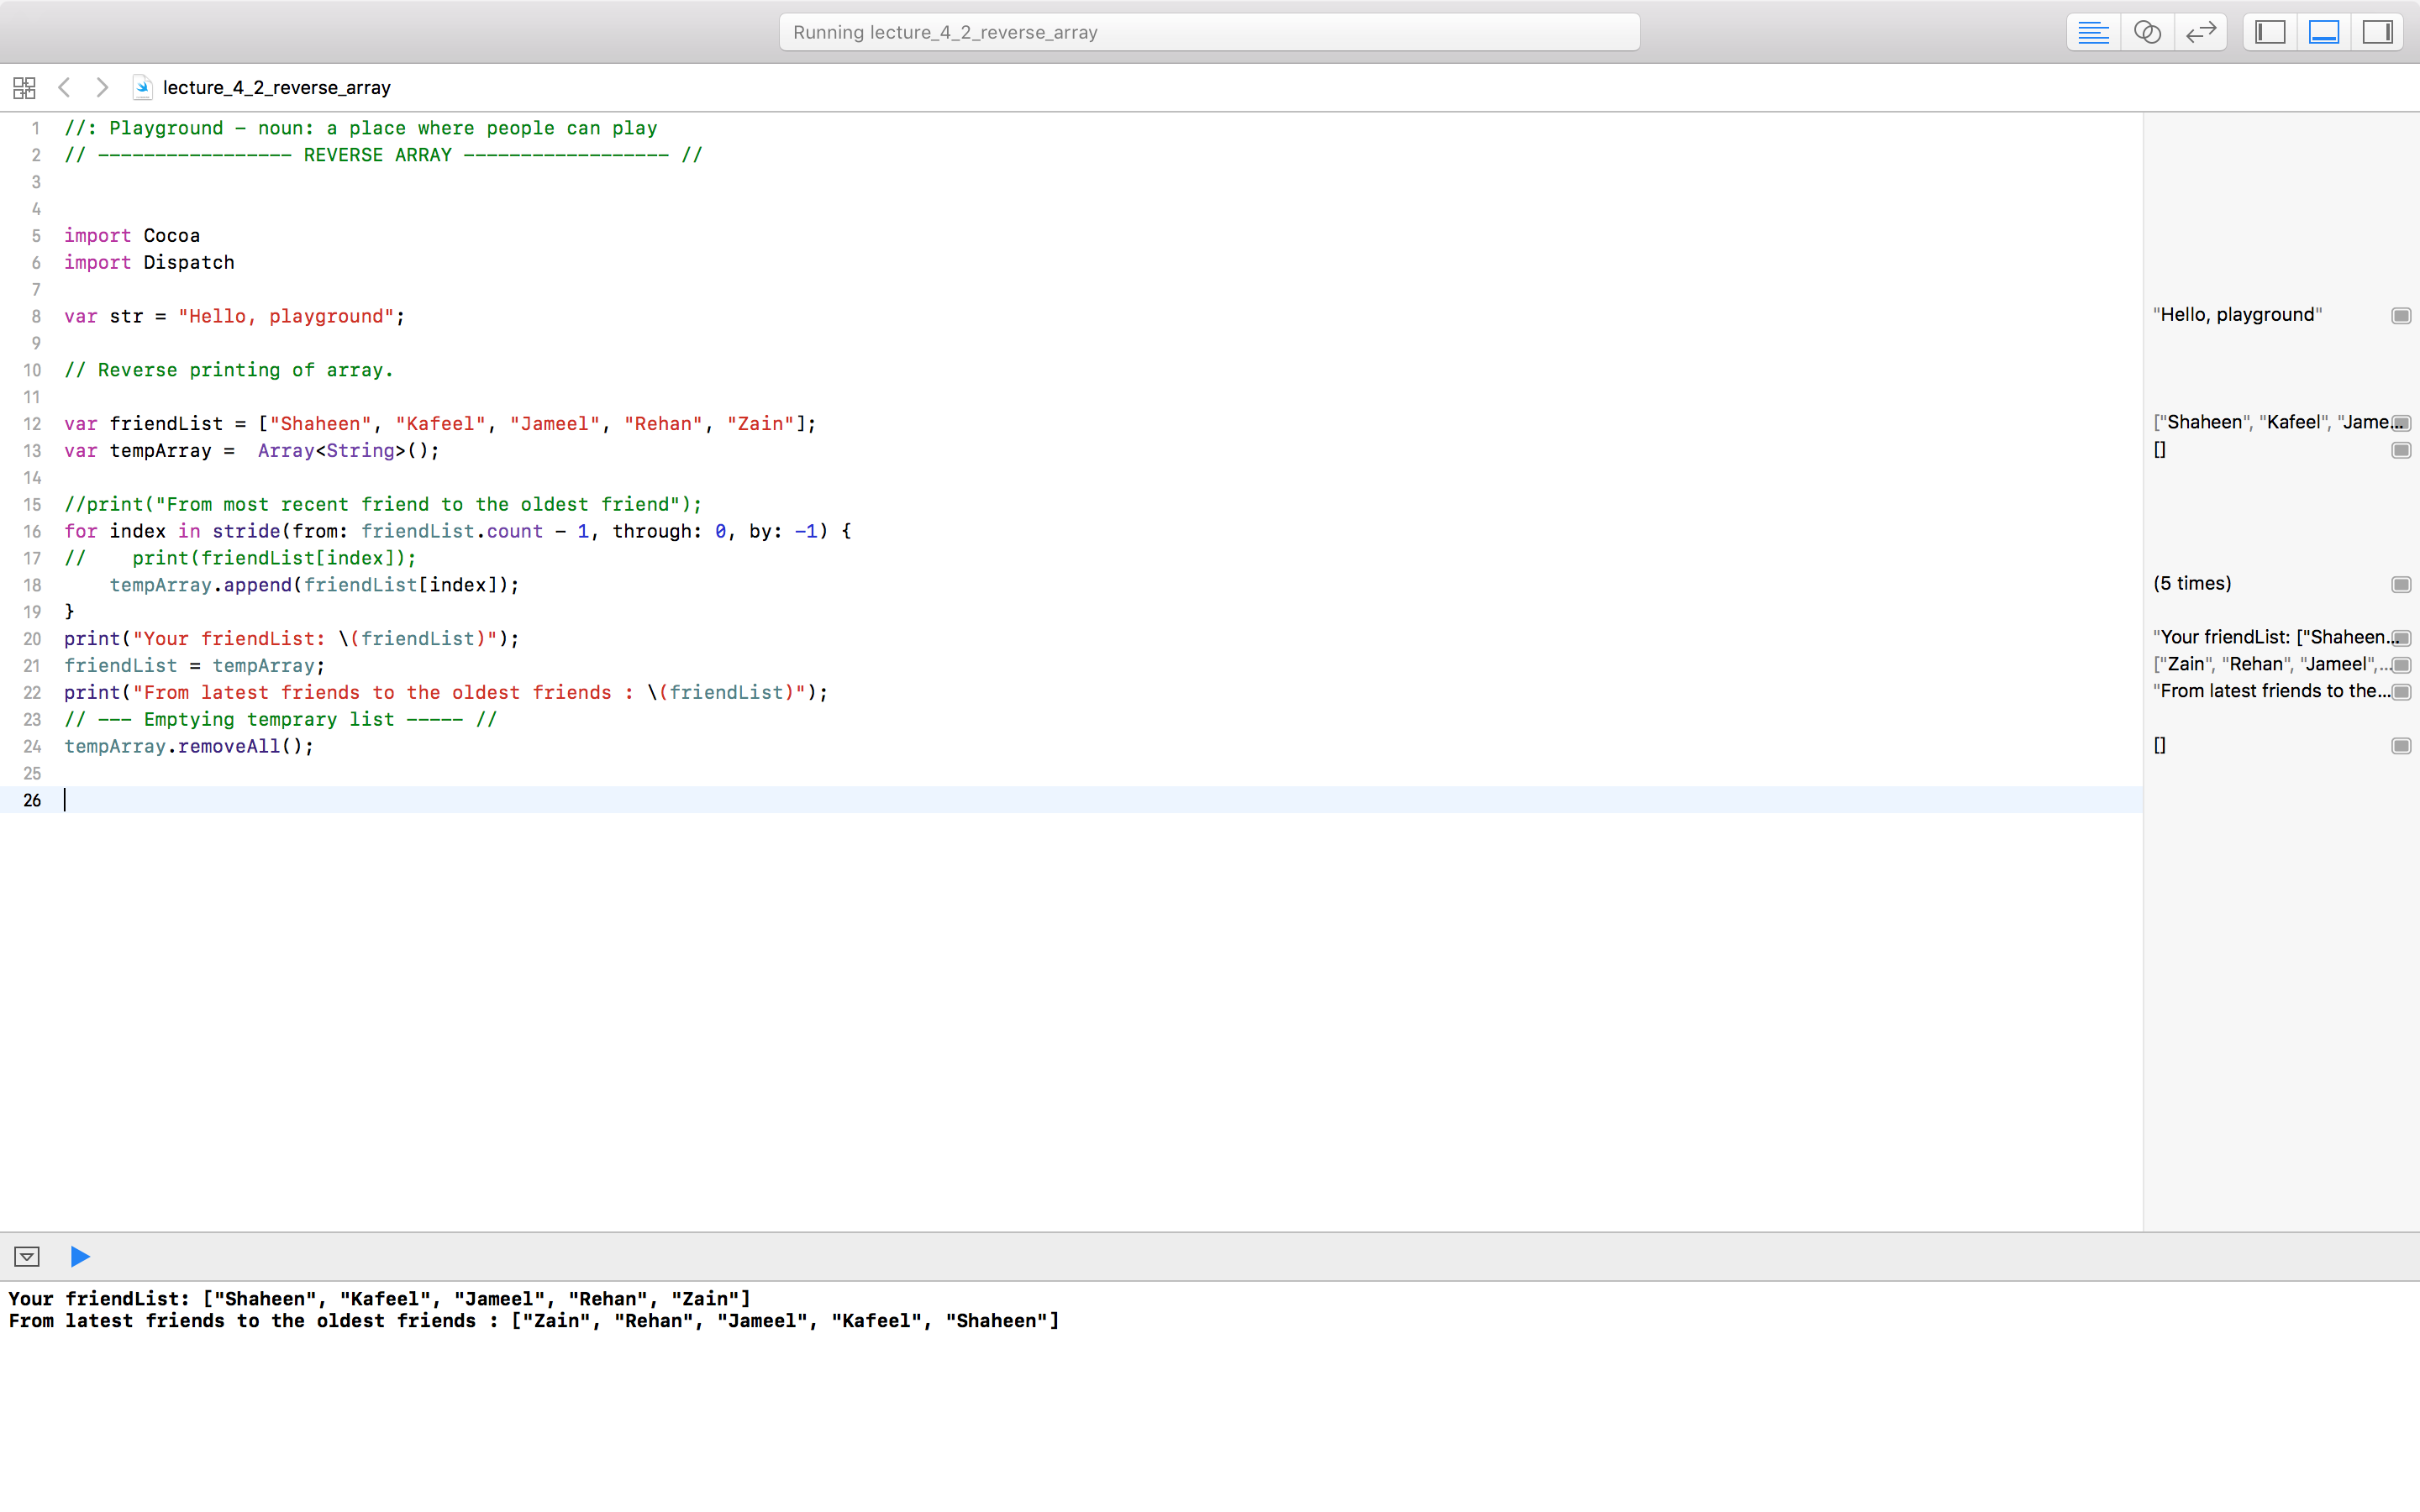 Running lecture_4_2_reverse_array
lecture_4_2_reverse_array
1 //: Playground - noun: a place where people can play
2 // ----------------- REVERSE ARRAY ------------------ //
3
4
5 import Cocoa
6 import Dispatch
7
8 var str = "Hello, playground"; "Hello, playground"
9
10 // Reverse printing of array.
11
12 var friendList = ["Shaheen", "Kafeel", "Jameel", "Rehan", "Zain"]; ["Shaheen", "Kafeel", "Jame...
13 var tempArray =  Array<String>(); []
14
15 //print("From most recent friend to the oldest friend");
16 for index in stride(from: friendList.count - 1, through: 0, by: -1) {
17 //    print(friendList[index]);
18     tempArray.append(friendList[index]); (5 times)
19 }
20 print("Your friendList: \(friendList)"); "Your friendList: ["Shaheen...
21 friendList = tempArray; ["Zain", "Rehan", "Jameel",...
22 print("From latest friends to the oldest friends : \(friendList)"); "From latest friends to the...
23 // --- Emptying temprary list ----- //
24 tempArray.removeAll(); []
25
26
Your friendList: ["Shaheen", "Kafeel", "Jameel", "Rehan", "Zain"]
From latest friends to the oldest friends : ["Zain", "Rehan", "Jameel", "Kafeel", "Shaheen"]